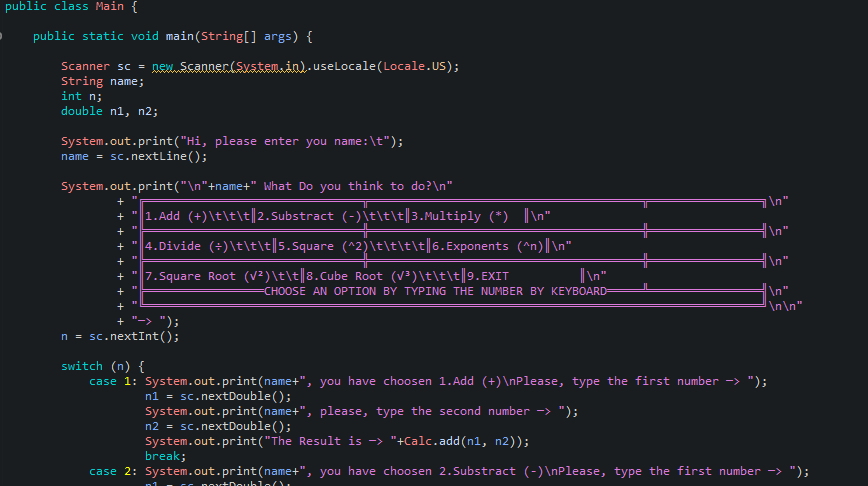 public class Main {
public static void main(String[] args) {
Scanner sc = new Scanner(System.in).useLocale(Locale.US);
String name;
int n;
double n1, n2;
System.out.print("Hi, please enter you name:\t");
name = sc.nextLine();
System.out.print("\n"+name+" What Do you think to do?\n"
+ "╔════════════════════════════════╦═══════════════════════════════════════╦════════════════╗\n"
+ "║1.Add (+)\t\t\t║2.Substract (-)\t\t\t║3.Multiply (*)  ║\n"
+ "╠════════════════════════════════╬═══════════════════════════════════════╬════════════════╣\n"
+ "║4.Divide (÷)\t\t\t║5.Square (^2)\t\t\t\t║6.Exponents (^n)║\n"
+ "╠════════════════════════════════╬═══════════════════════════════════════╬════════════════╣\n"
+ "║7.Square Root (√²)\t\t║8.Cube Root (√³)\t\t\t║9.EXIT          ║\n"
+ "╠═════════════════CHOOSE AN OPTION BY TYPING THE NUMBER BY KEYBOARD═════╩════════════════╣\n"
+ "╚════════════════════════════════════════════════════════════════════════════════════════╝\n\n"
+ "─> ");
n = sc.nextInt();
switch (n) {
case 1: System.out.print(name+", you have choosen 1.Add (+)\nPlease, type the first number ─> ");
n1 = sc.nextDouble();
System.out.print(name+", please, type the second number ─> ");
n2 = sc.nextDouble();
System.out.print("The Result is ─> "+Calc.add(n1, n2));
break;
case 2: System.out.print(name+", you have choosen 2.Substract (-)\nPlease, type the first number ─> ");
n1 = sc.nextDouble();